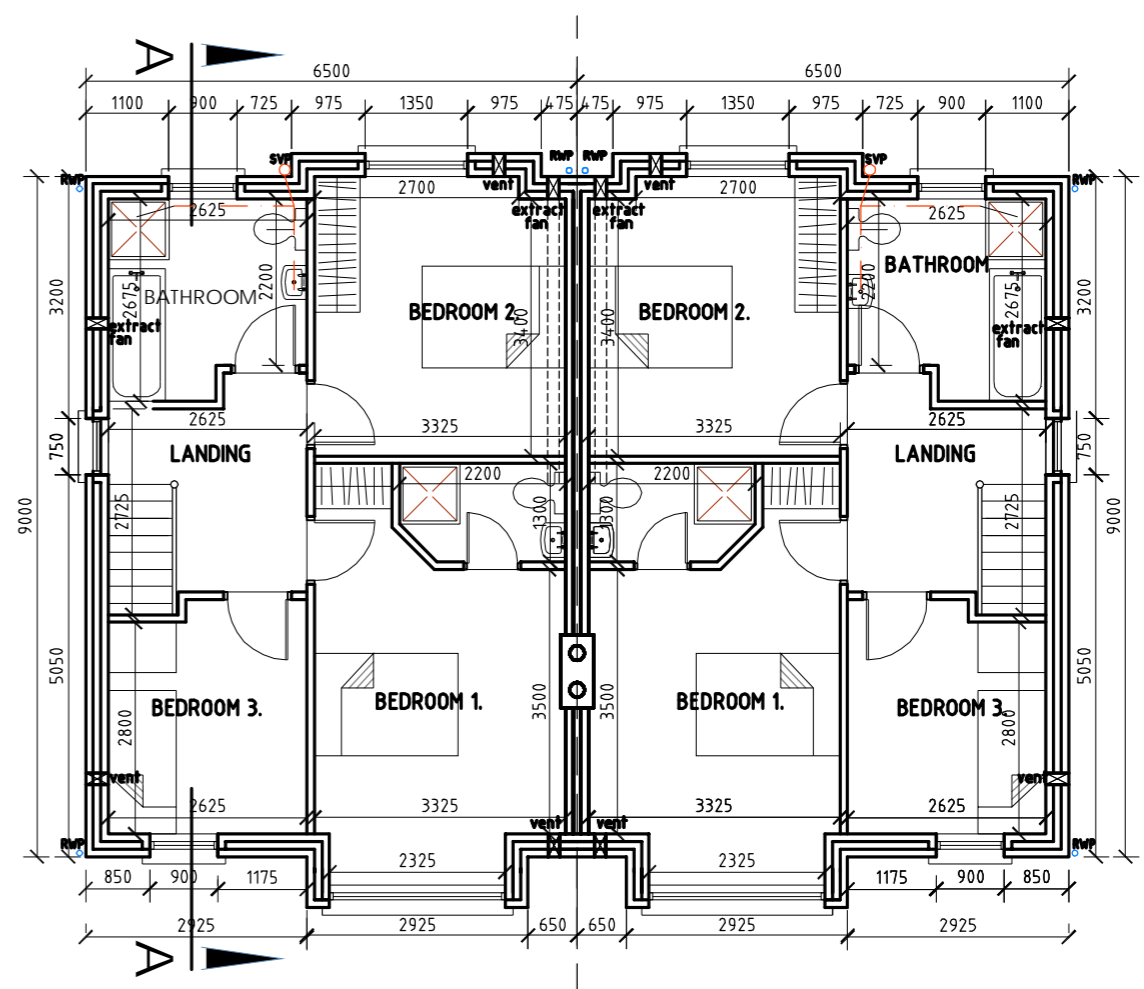 A
6500 6500
1100 900 725 975 1350 975 475 475 975 1350 975 725 900 1100
SVP RWP RWP SVP
RWP vent vent RWP
2625 2700 2700 2625
extract fan extract fan
3200 2675 2200 3400 3400 2200 2675 3200
BATHROOM BATHROOM
BEDROOM 2. BEDROOM 2.
extract fan extract fan
2625 3325 3325 2625
750 LANDING LANDING 750
2200 2200
9000 2725 1300 1300 2725 9000
5050 3500 3500 5050
BEDROOM 3. BEDROOM 1. BEDROOM 1. BEDROOM 3.
2800 2800
vent vent
2625 3325 3325 2625
RWP vent vent RWP
2325 2325
850 900 1175 1175 900 850
2925 2925 650 650 2925 2925
A